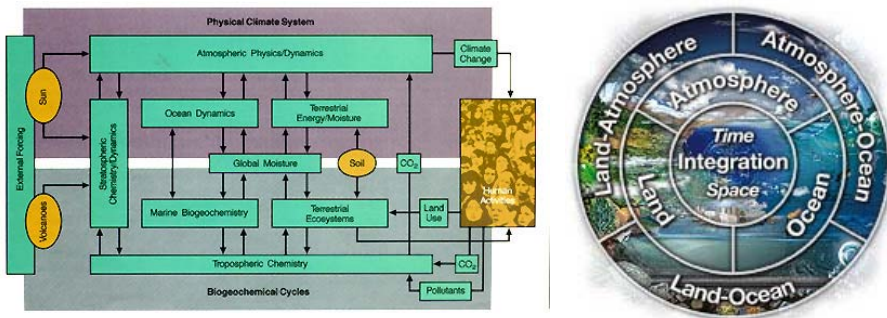 Physical Climate System
Atmospheric Physics/Dynamics
Climate
Change
External Forcing
Sun
Stratospheric
Chemistry/Dynamics
Ocean Dynamics
Terrestrial
Energy/Moisture
Global Moisture
Soil
CO₂
Human
Activities
Volcanoes
Marine Biogeochemistry
Terrestrial
Ecosystems
Land
Use
Tropospheric Chemistry
CO₂
Pollutants
Biogeochemical Cycles
Land-Atmosphere
Atmosphere-Ocean
Atmosphere
Time
Integration
Space
Land
Ocean
Land-Ocean